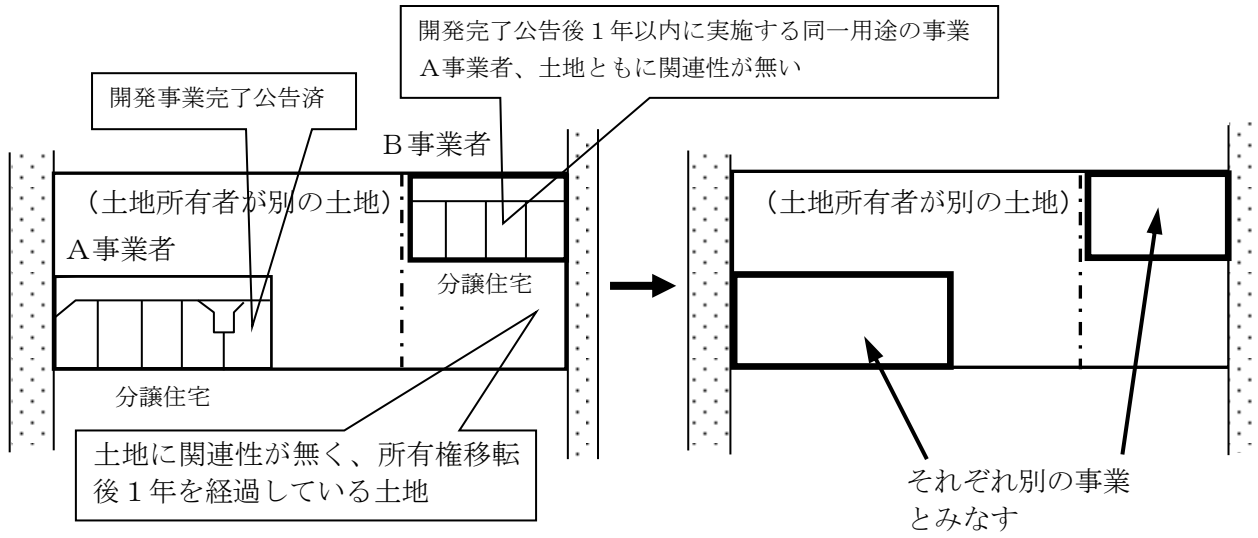 開発完了公告後１年以内に実施する同一用途の事業
Ａ事業者、土地ともに関連性が無い
開発事業完了公告済
Ｂ事業者
（土地所有者が別の土地）
Ａ事業者
分譲住宅
分譲住宅
土地に関連性が無く、所有権移転
後１年を経過している土地
（土地所有者が別の土地）
それぞれ別の事業
とみなす